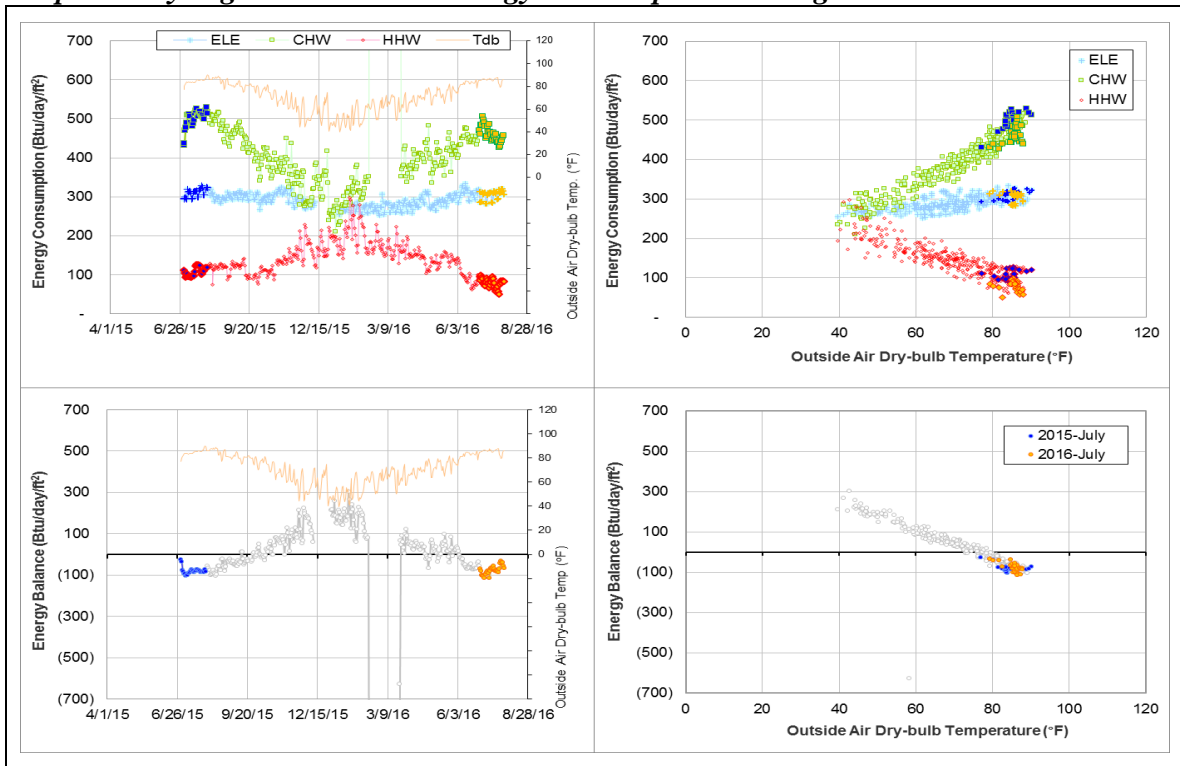 ELE CHW HHW Tdb
Energy Consumption (Btu/day/ft²)
700
600
500
400
300
200
100
-
120
100
80
60
40
20
0
Outside Air Dry-bulb Temp. (°F)
4/1/15 6/26/15 9/20/15 12/15/15 3/9/16 6/3/16 8/28/16
ELE
CHW
HHW
Energy Consumption (Btu/day/ft²)
700
600
500
400
300
200
100
-
0 20 40 60 80 100 120
Outside Air Dry-bulb Temperature (°F)
Energy Balance (Btu/day/ft²)
700
500
300
100
(100)
(300)
(500)
(700)
120
100
80
60
40
20
0
Outside Air Dry-bulb Temp (°F)
4/1/15 6/26/15 9/20/15 12/15/15 3/9/16 6/3/16 8/28/16
2015-July
2016-July
Energy Balance (Btu/day/ft²)
700
500
300
100
(100)
(300)
(500)
(700)
0 20 40 60 80 100 120
Outside Air Dry-bulb Temperature (°F)